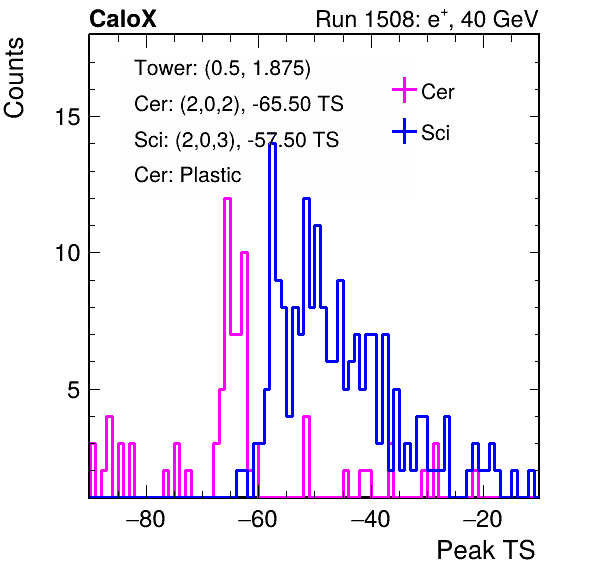 CaloX Run 1508: e⁺, 40 GeV
Counts
Tower: (0.5, 1.875)
Cer: (2,0,2), -65.50 TS
Sci: (2,0,3), -57.50 TS
Cer: Plastic
Cer
Sci
15
10
5
−80 −60 −40 −20
Peak TS